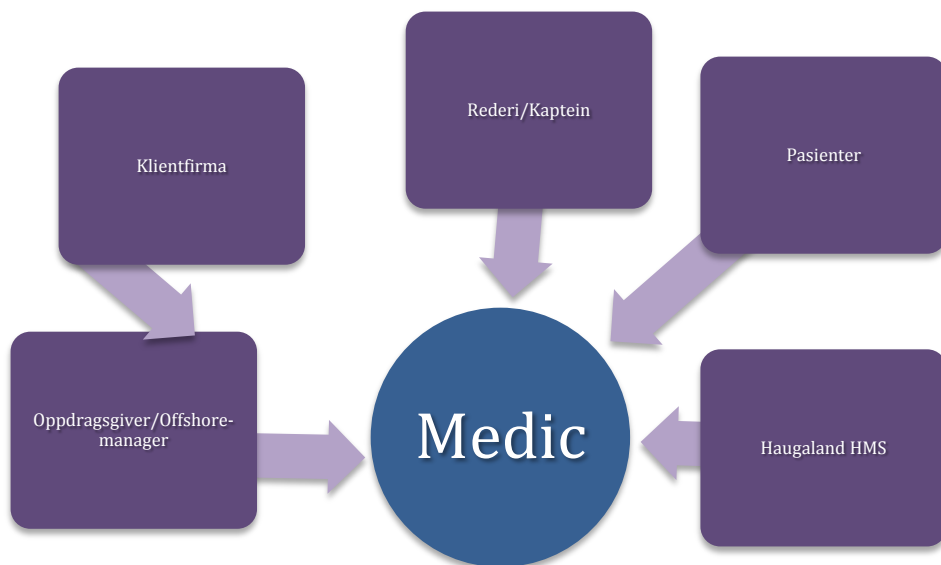 Rederi/Kaptein
Klientfirma
Pasienter
Oppdragsgiver/Offshore-
manager
Medic
Haugaland HMS